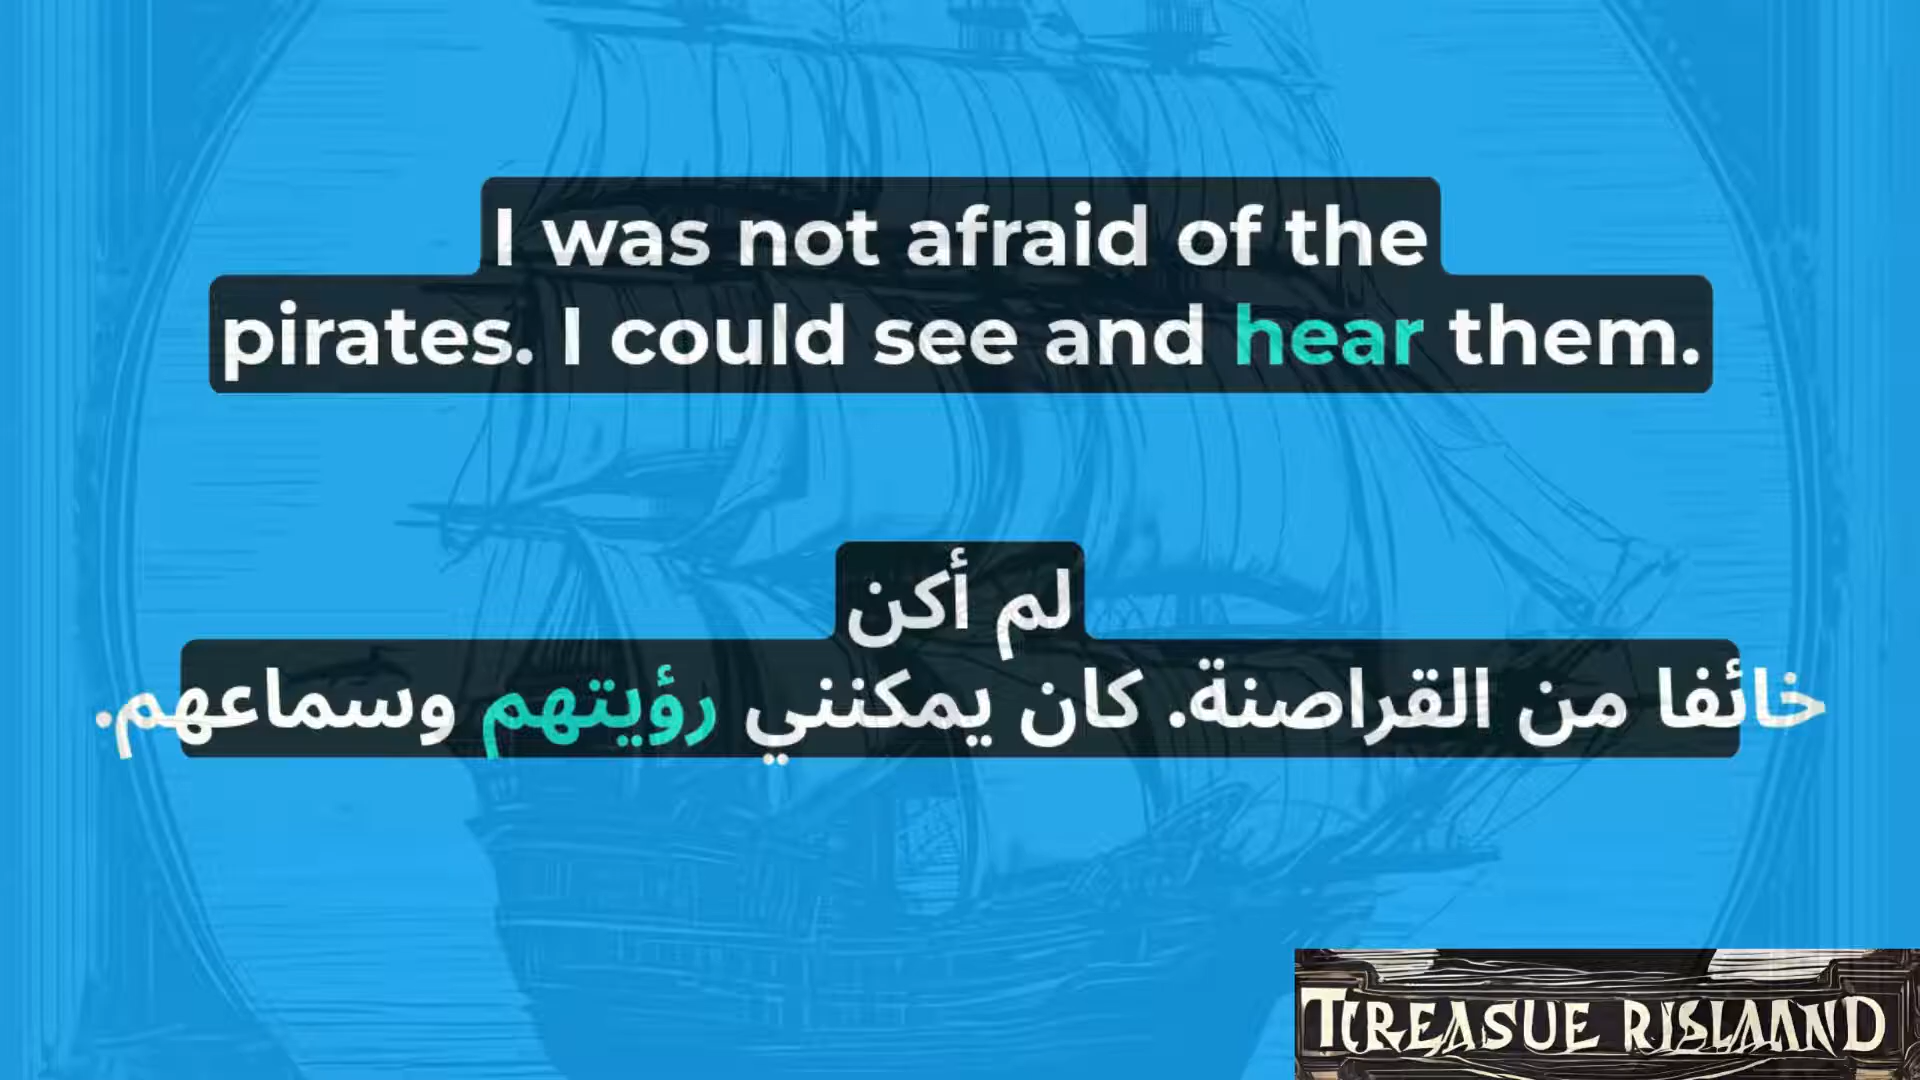 I was not afraid of the
pirates. I could see and hear them.
لم أكن
خائفا من القراصنة. كان يمكنني رؤيتهم وسماعهم.
TCREASUE RISLAAND